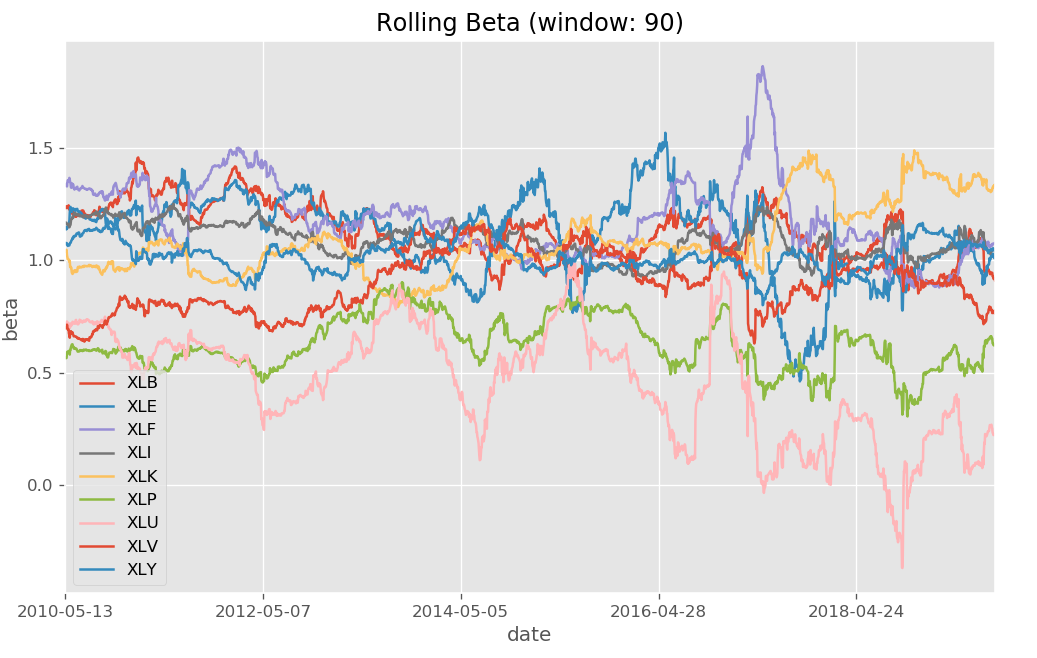 Rolling Beta (window: 90)
beta
1.5
1.0
0.5
0.0
XLB
XLE
XLF
XLI
XLK
XLP
XLU
XLV
XLY
2010-05-13 2012-05-07 2014-05-05 2016-04-28 2018-04-24
date